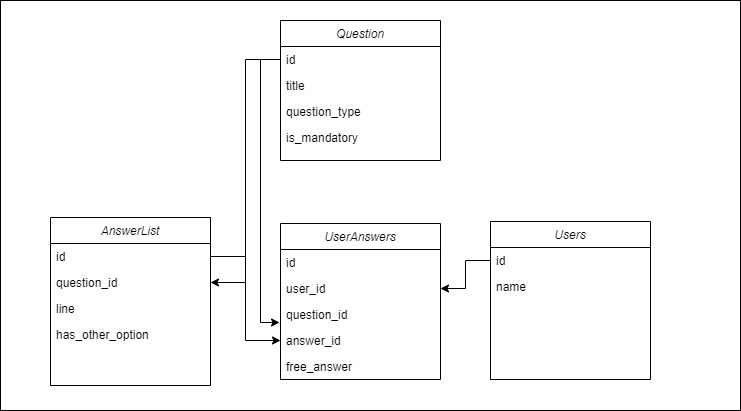 Question
id
title
question_type
is_mandatory
AnswerList
id
question_id
line
has_other_option
UserAnswers
id
user_id
question_id
answer_id
free_answer
Users
id
name